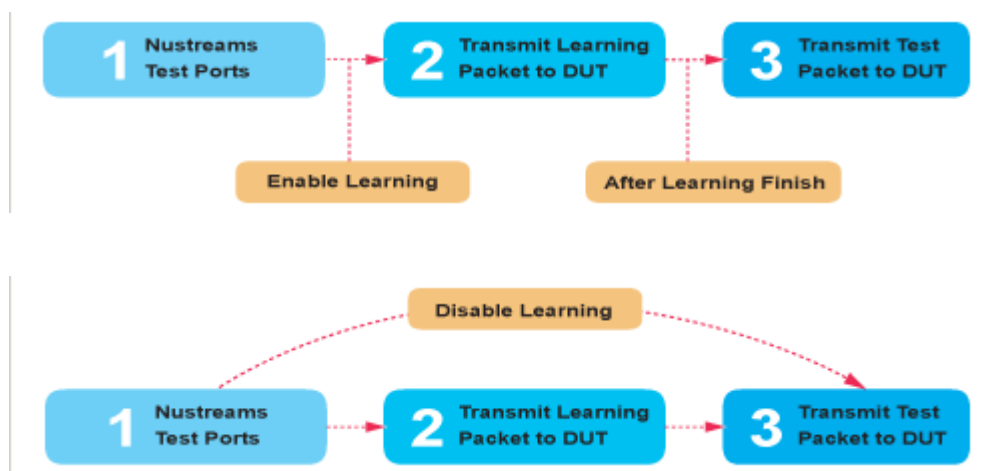 1 Nustreams
Test Ports
2 Transmit Learning
Packet to DUT
3 Transmit Test
Packet to DUT
Enable Learning
After Learning Finish
Disable Learning
1 Nustreams
Test Ports
2 Transmit Learning
Packet to DUT
3 Transmit Test
Packet to DUT